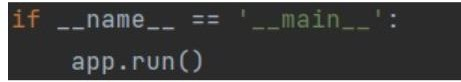 if __name__ == '__main__':
    app.run()